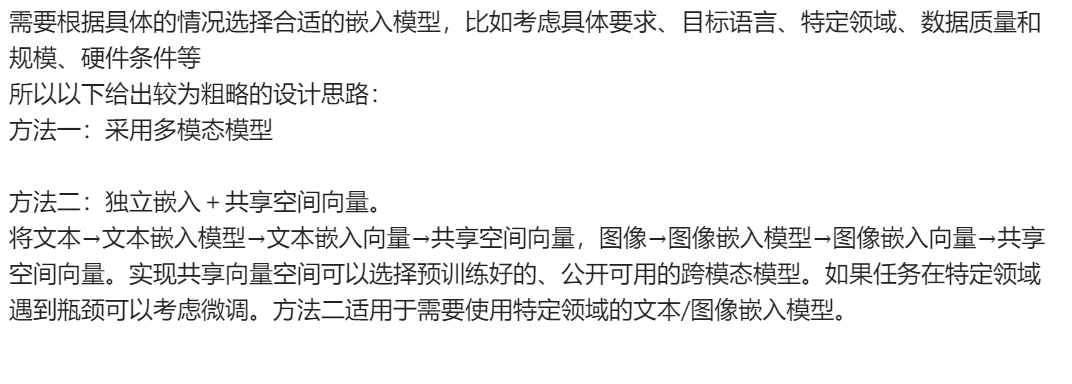 需要根据具体的情况选择合适的嵌入模型，比如考虑具体要求、目标语言、特定领域、数据质量和
规模、硬件条件等
所以以下给出较为粗略的设计思路：
方法一：采用多模态模型
方法二：独立嵌入＋共享空间向量。
将文本→文本嵌入模型→文本嵌入向量→共享空间向量，图像→图像嵌入模型→图像嵌入向量→共享
空间向量。实现共享向量空间可以选择预训练好的、公开可用的跨模态模型。如果任务在特定领域
遇到瓶颈可以考虑微调。方法二适用于需要使用特定领域的文本/图像嵌入模型。